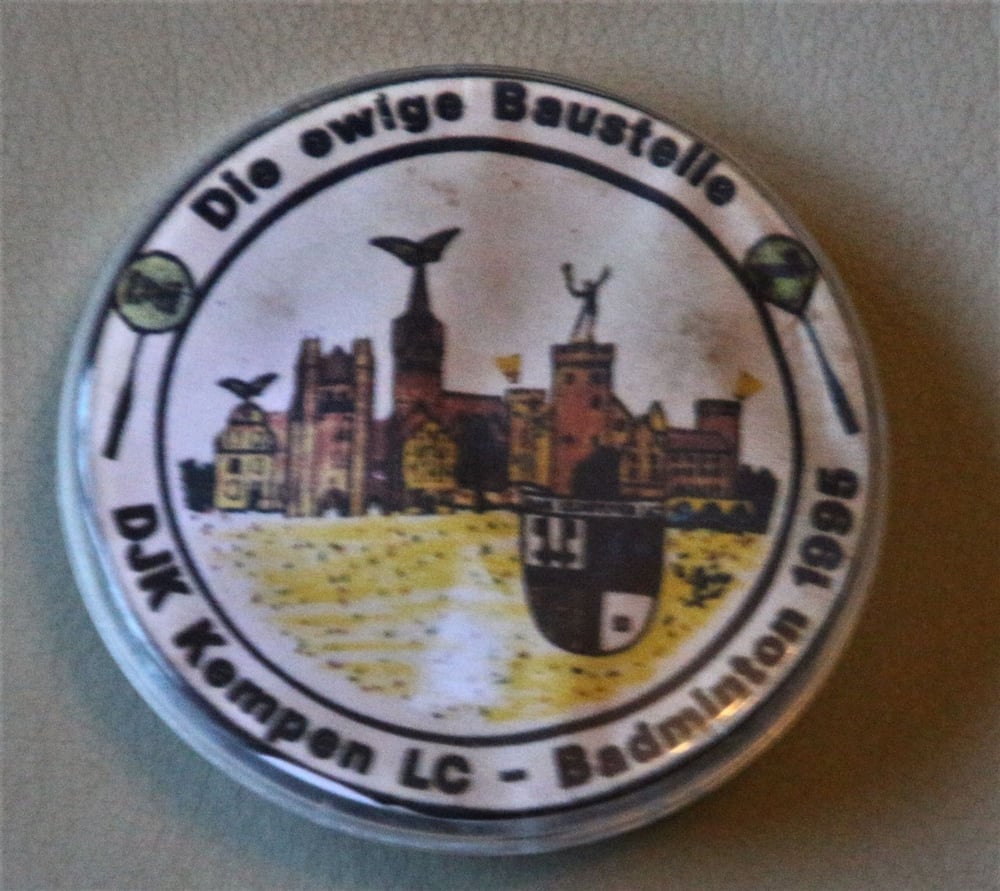 Die ewige Baustelle
DJK Kempen LC - Badminton 1995